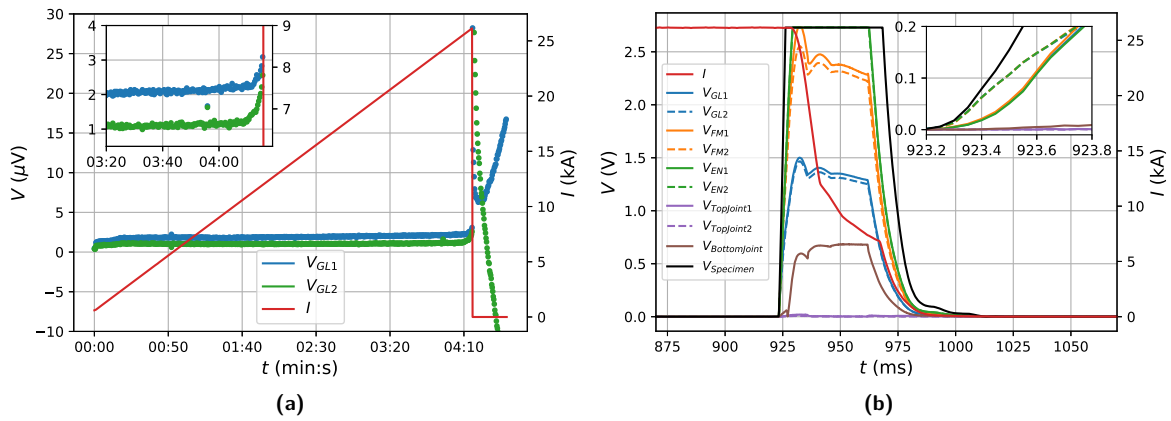 30
25
20
15
10
5
0
−5
−10
V (μV)
4
3
2
1
9
8
7
03:20 03:40 04:00
V_GL1
V_GL2
I
25
20
15
10
5
0
I (kA)
00:00 00:50 01:40 02:30 03:20 04:10
t (min:s)
(a)
2.5
2.0
1.5
1.0
0.5
0.0
V (V)
I
V_GL1
V_GL2
V_FM1
V_FM2
V_EN1
V_EN2
V_TopJoint1
V_TopJoint2
V_BottomJoint
V_Specimen
0.2
0.1
0.0
923.2 923.4 923.6 923.8
25
20
15
10
5
0
I (kA)
875 900 925 950 975 1000 1025 1050
t (ms)
(b)